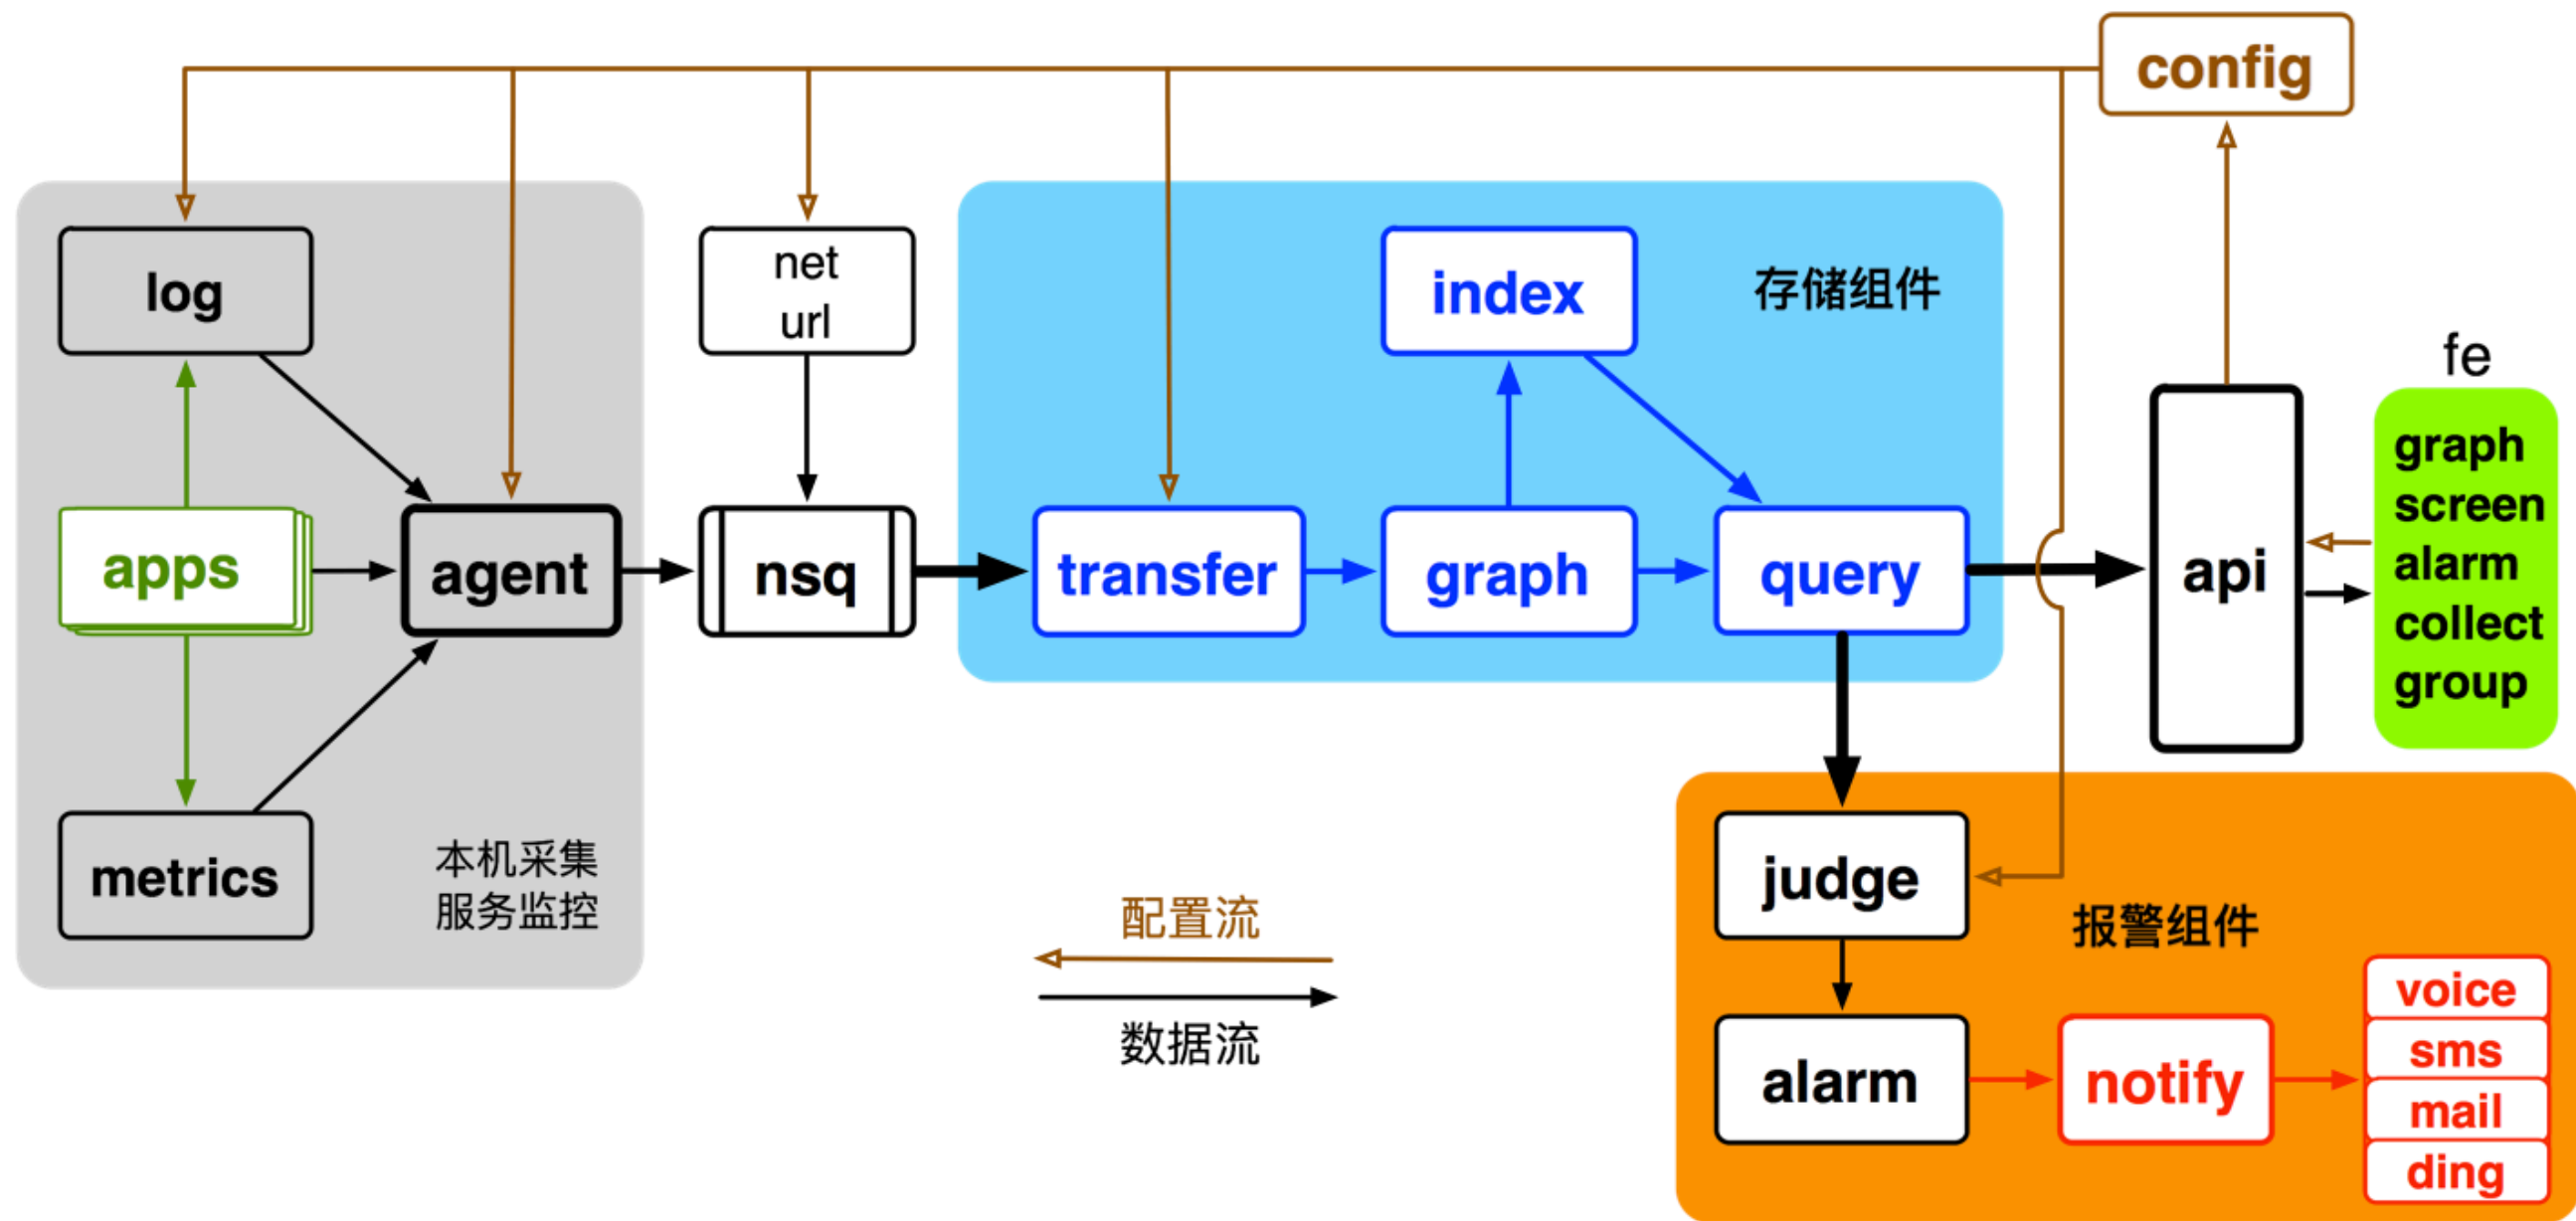 config
log
net
url
index
存储组件
fe
apps
agent
nsq
transfer
graph
query
api
graph
screen
alarm
collect
group
metrics
本机采集
服务监控
配置流
数据流
judge
报警组件
alarm
notify
voice
sms
mail
ding